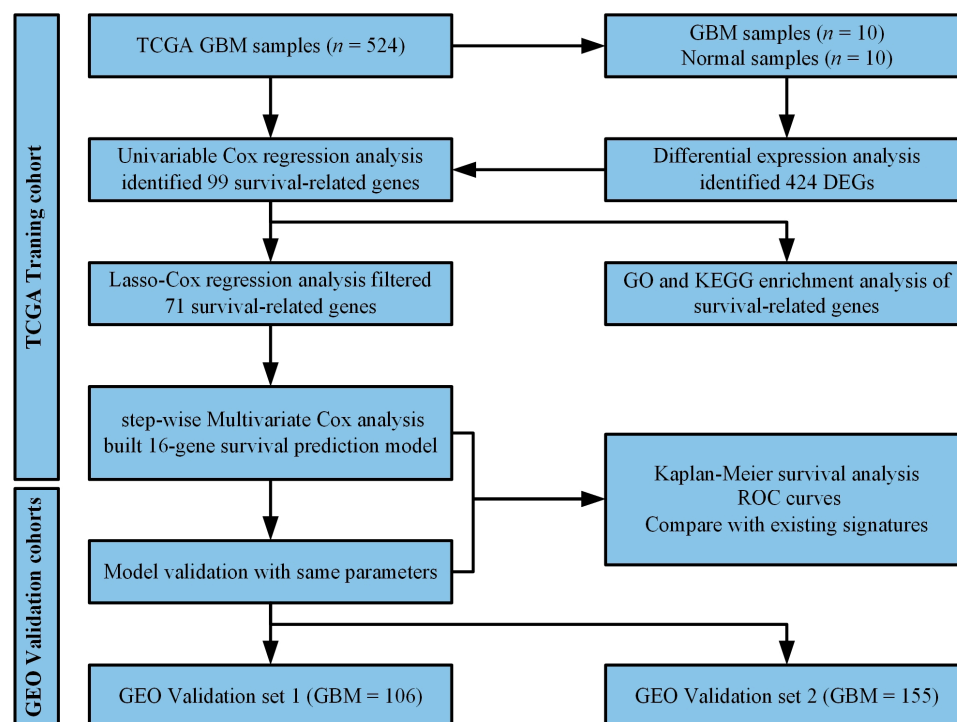 TCGA Traning cohort
GEO Validation cohorts
TCGA GBM samples (n = 524)
GBM samples (n = 10)
Normal samples (n = 10)
Univariable Cox regression analysis
identified 99 survival-related genes
Differential expression analysis
identified 424 DEGs
Lasso-Cox regression analysis filtered
71 survival-related genes
GO and KEGG enrichment analysis of
survival-related genes
step-wise Multivariate Cox analysis
built 16-gene survival prediction model
Kaplan-Meier survival analysis
ROC curves
Compare with existing signatures
Model validation with same parameters
GEO Validation set 1 (GBM = 106)
GEO Validation set 2 (GBM = 155)